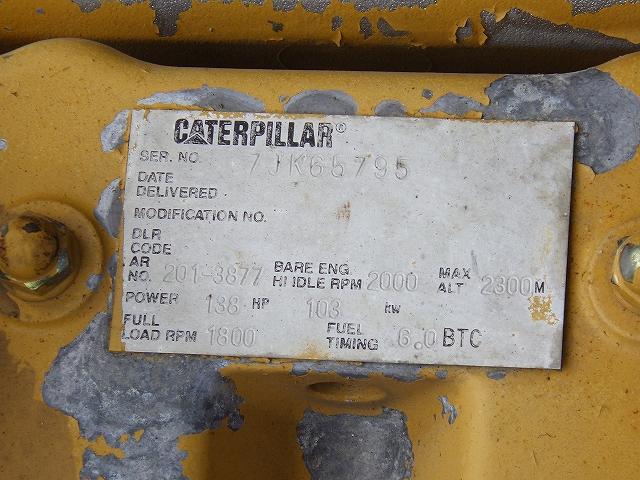 CATERPILLAR®
SER. NO. 7JK65795
DATE
DELIVERED
MODIFICATION NO.
DLR
CODE
AR
NO. 201-3877 BARE ENG. HI IDLE RPM 2000 MAX ALT 2300 M
POWER 138 HP 103 KW
FULL
LOAD RPM 1800 FUEL TIMING 6.0 BTC